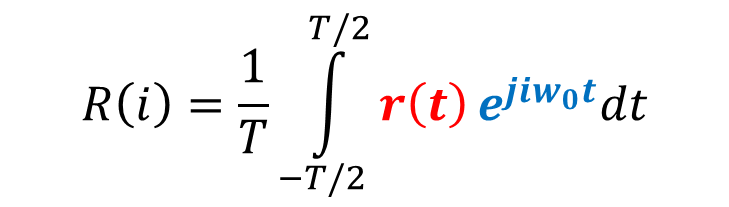 R(i) = 1/T ∫_{-T/2}^{T/2} r(t) e^{jiw₀t} dt